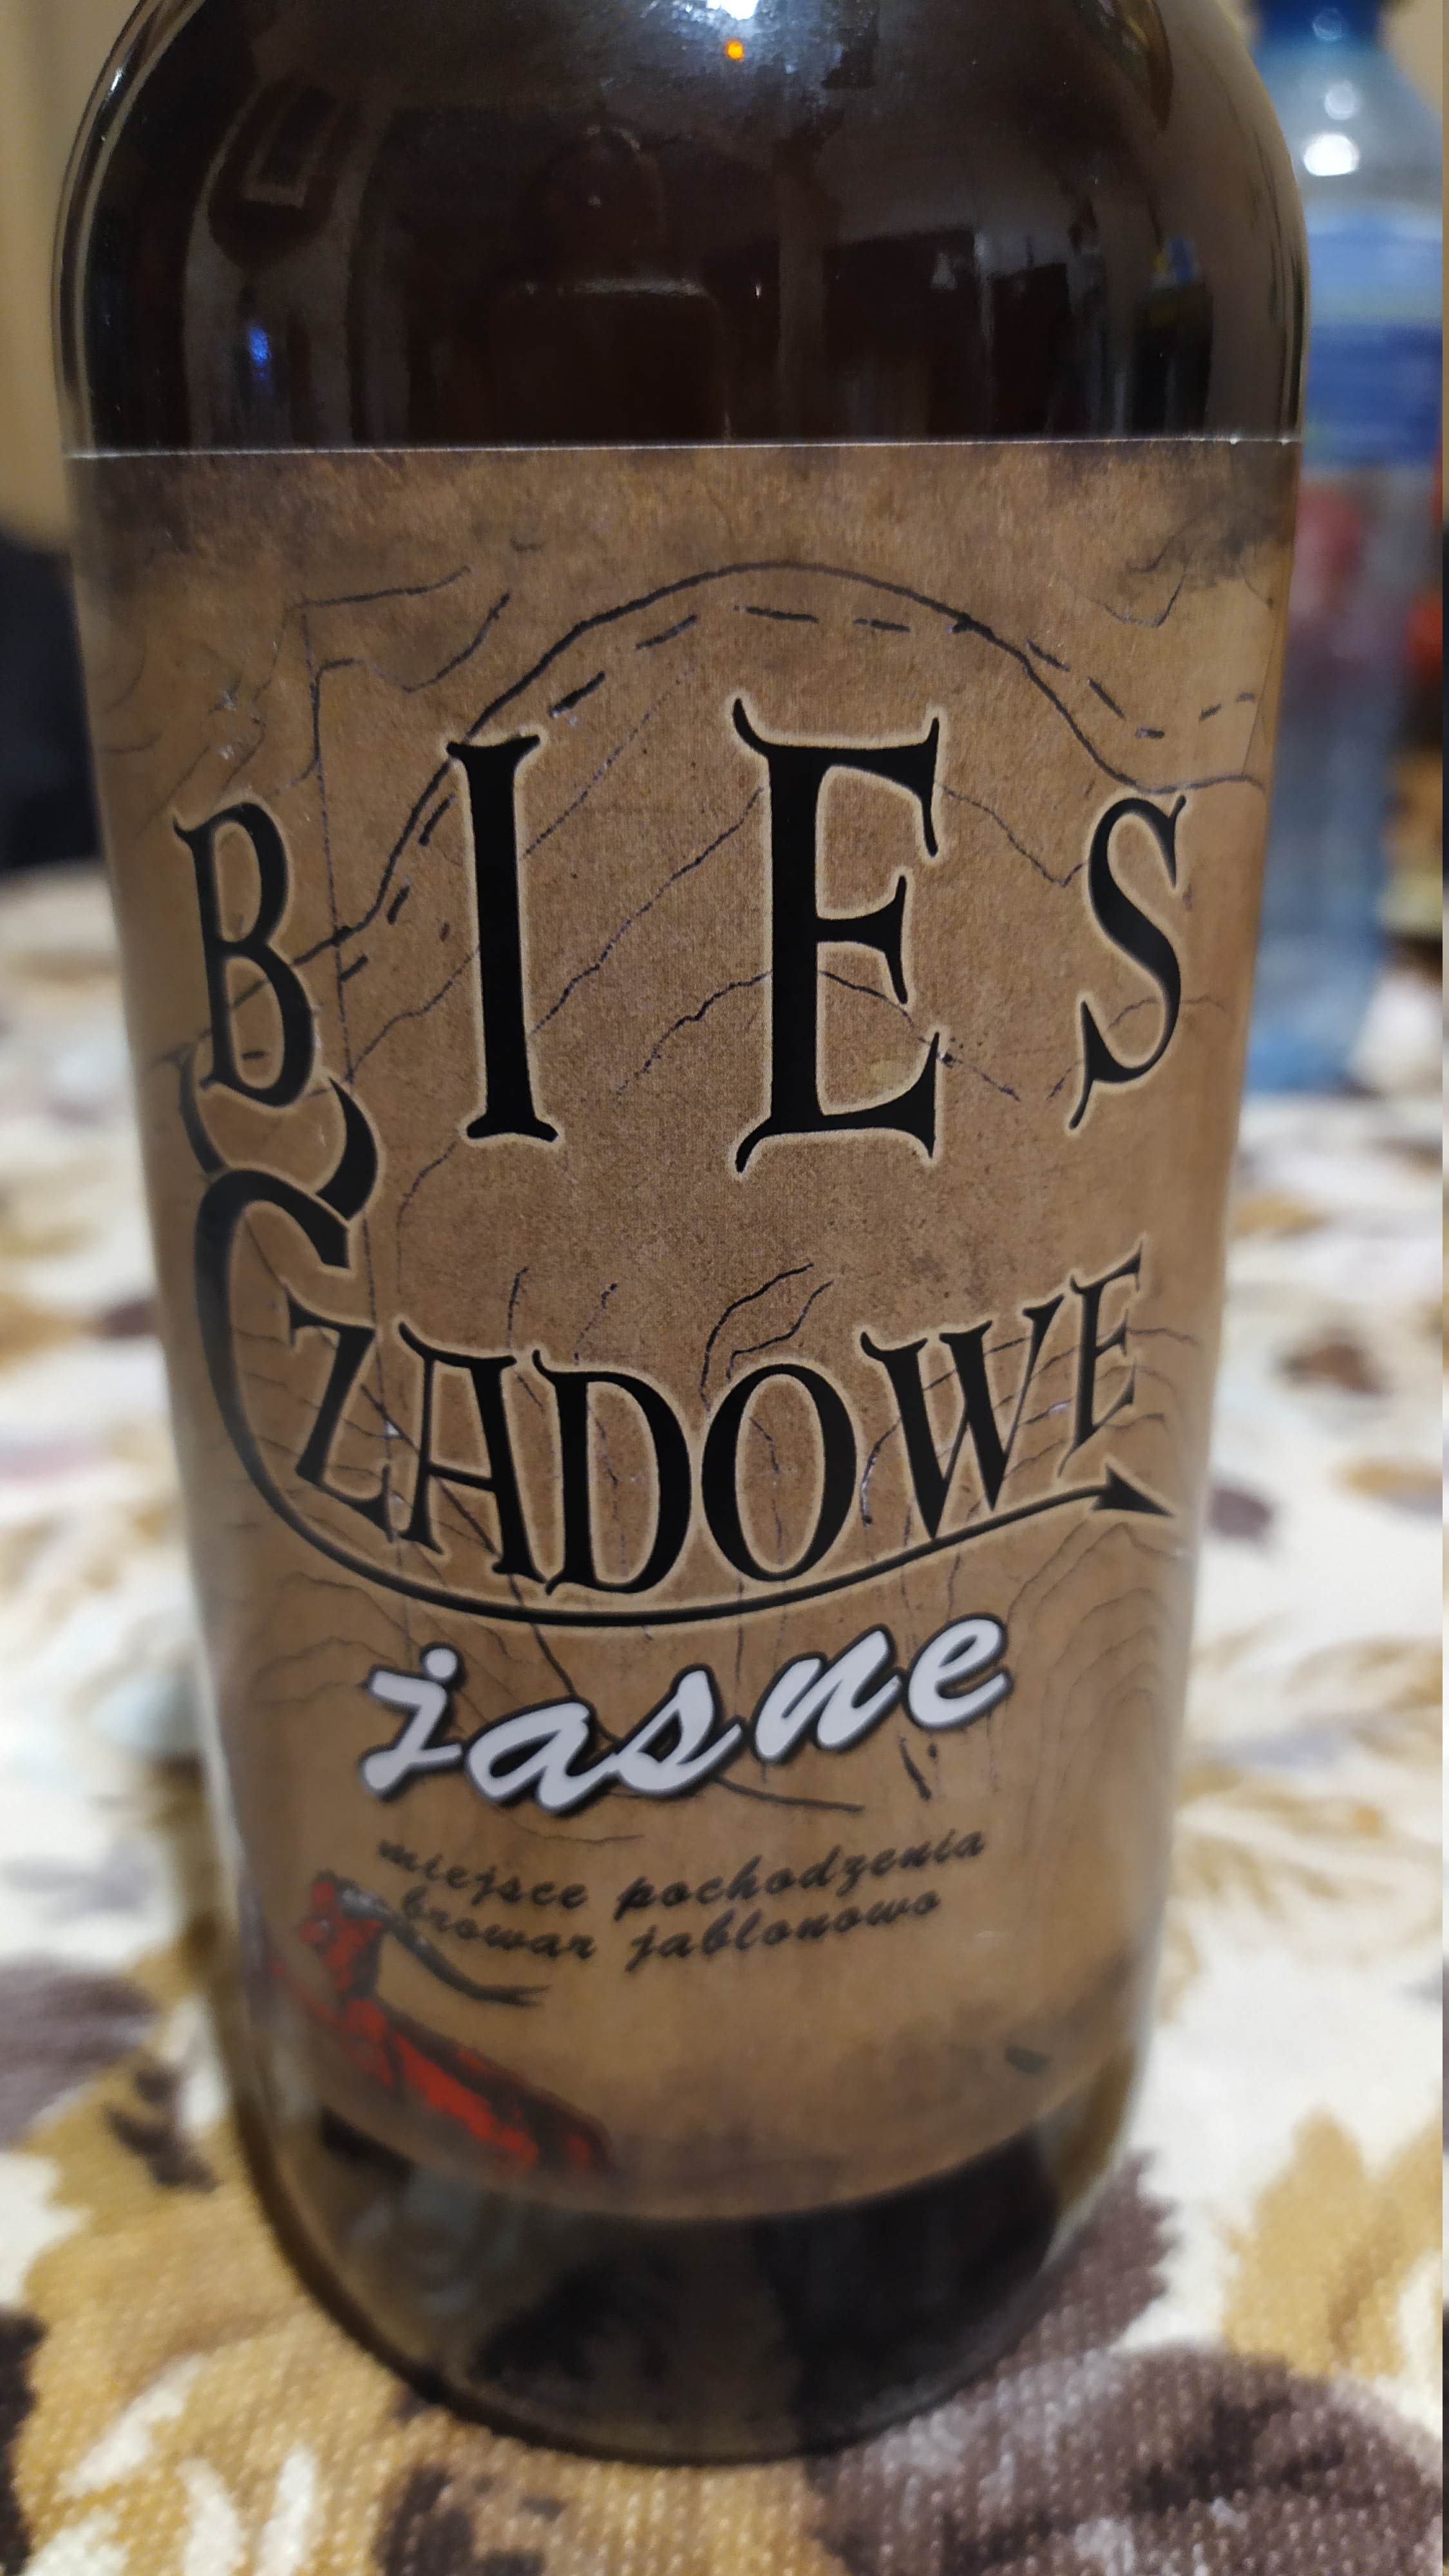 BIES
CZADOWE
jasne
miejsce pochodzenia
browar jabłonowo